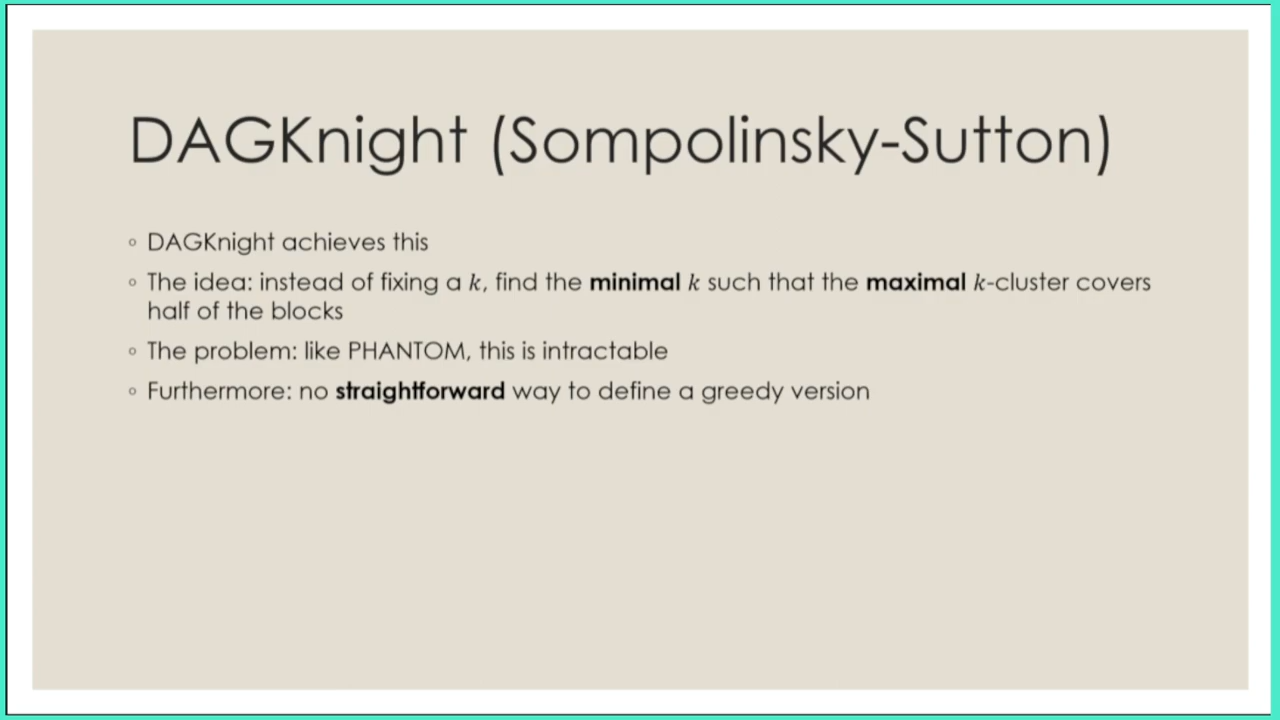 DAGKnight (Sompolinsky-Sutton)
◦ DAGKnight achieves this
◦ The idea: instead of fixing a k, find the minimal k such that the maximal k-cluster covers
half of the blocks
◦ The problem: like PHANTOM, this is intractable
◦ Furthermore: no straightforward way to define a greedy version